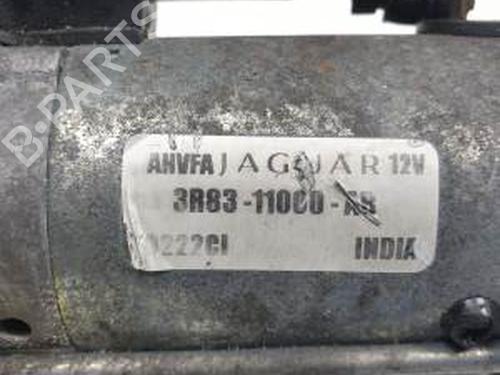 AHVFA JAGUAR 12V
3R83-11000-AB
0222CI INDIA
B-PARTS